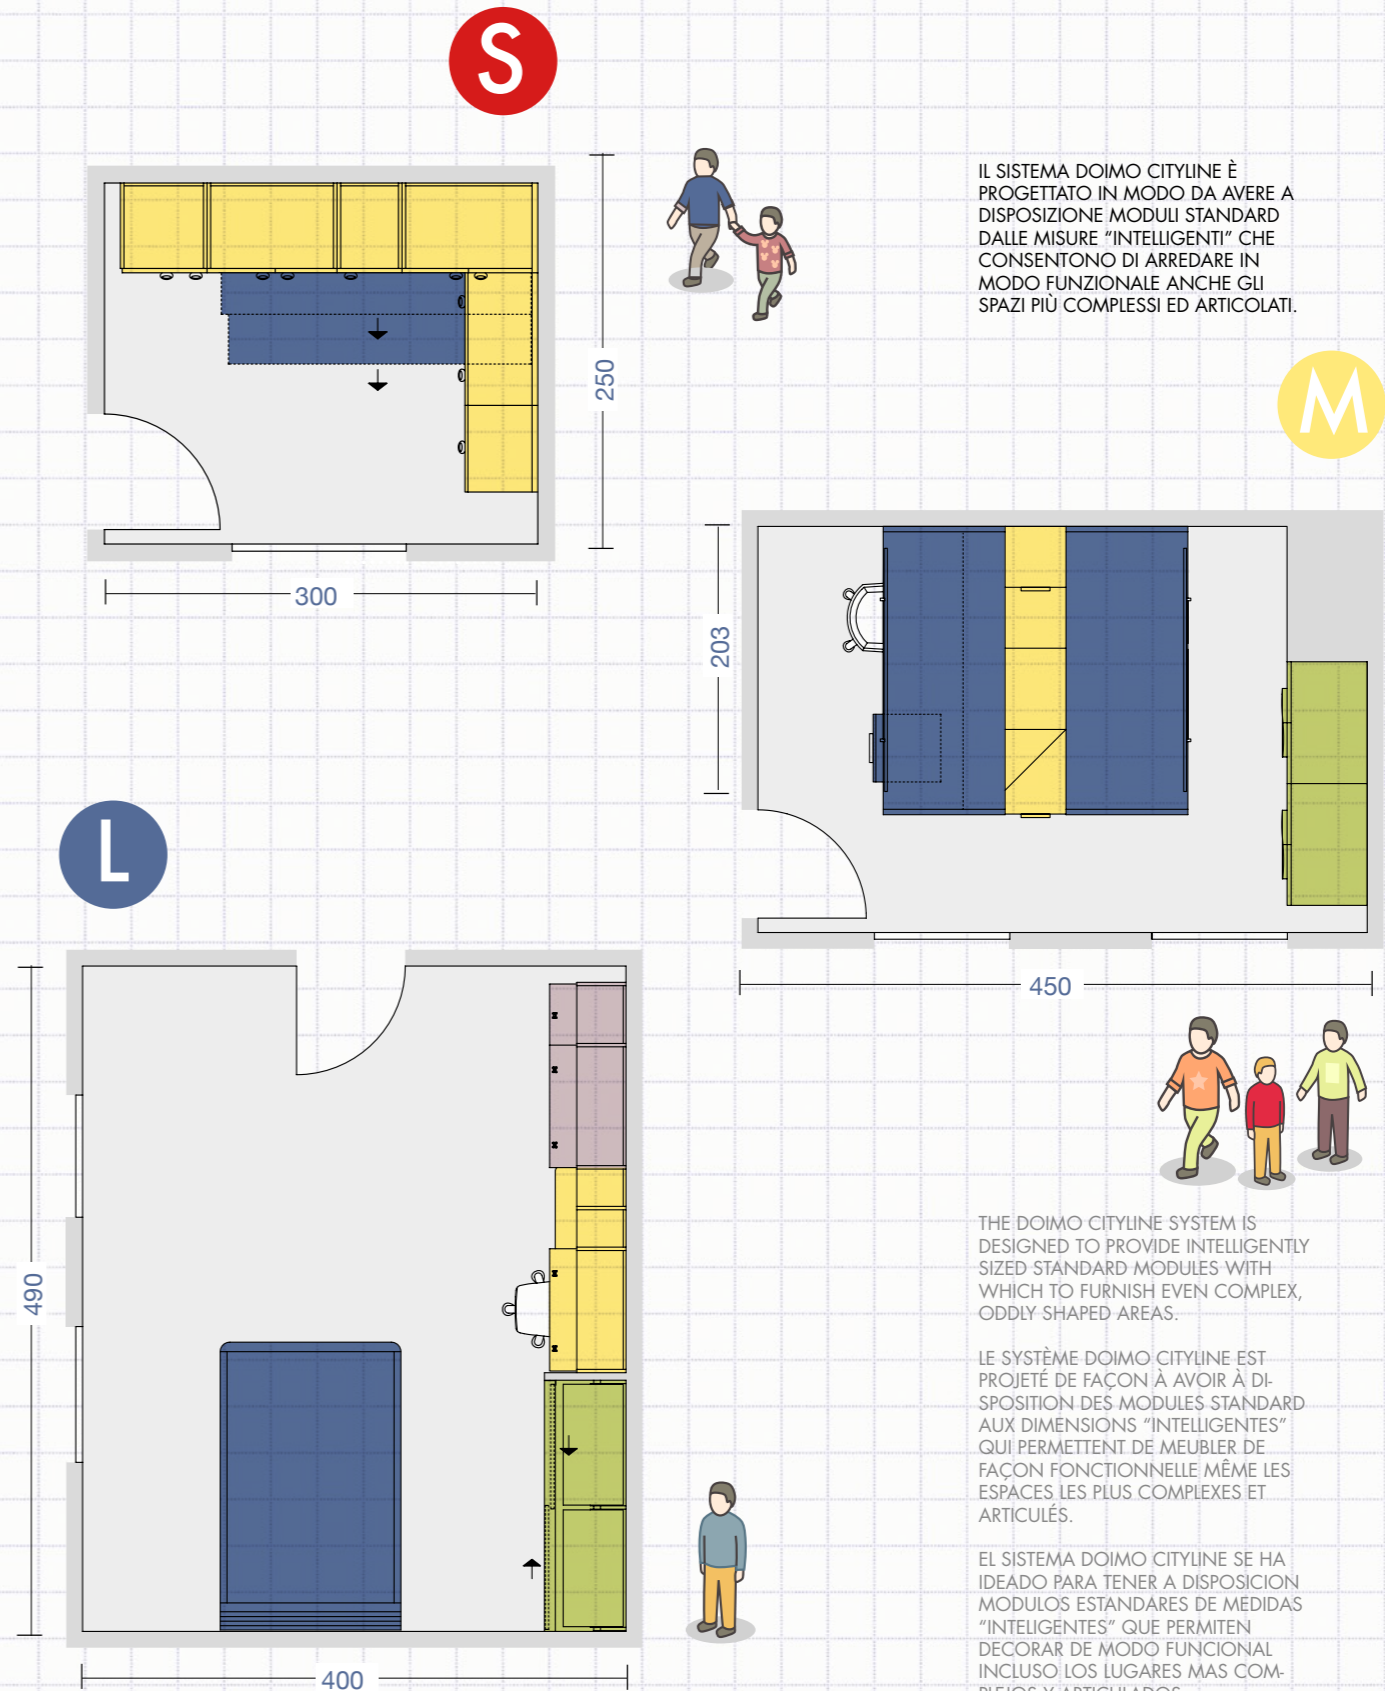 S
IL SISTEMA DOIMO CITYLINE È
PROGETTATO IN MODO DA AVERE A
DISPOSIZIONE MODULI STANDARD
DALLE MISURE “INTELLIGENTI” CHE
CONSENTONO DI ARREDARE IN
MODO FUNZIONALE ANCHE GLI
SPAZI PIÙ COMPLESSI ED ARTICOLATI.
250
300
M
203
450
L
490
400
THE DOIMO CITYLINE SYSTEM IS
DESIGNED TO PROVIDE INTELLIGENTLY
SIZED STANDARD MODULES WITH
WHICH TO FURNISH EVEN COMPLEX,
ODDLY SHAPED AREAS.
LE SYSTÈME DOIMO CITYLINE EST
PROJETÉ DE FAÇON À AVOIR À DI-
SPOSITION DES MODULES STANDARD
AUX DIMENSIONS “INTELLIGENTES”
QUI PERMETTENT DE MEUBLER DE
FAÇON FONCTIONNELLE MÊME LES
ESPACES LES PLUS COMPLEXES ET
ARTICULÉS.
EL SISTEMA DOIMO CITYLINE SE HA
IDEADO PARA TENER A DISPOSICION
MODULOS ESTANDARES DE MEDIDAS
“INTELIGENTES” QUE PERMITEN
DECORAR DE MODO FUNCIONAL
INCLUSO LOS LUGARES MAS COM-
PLEJOS Y ARTICULADOS.